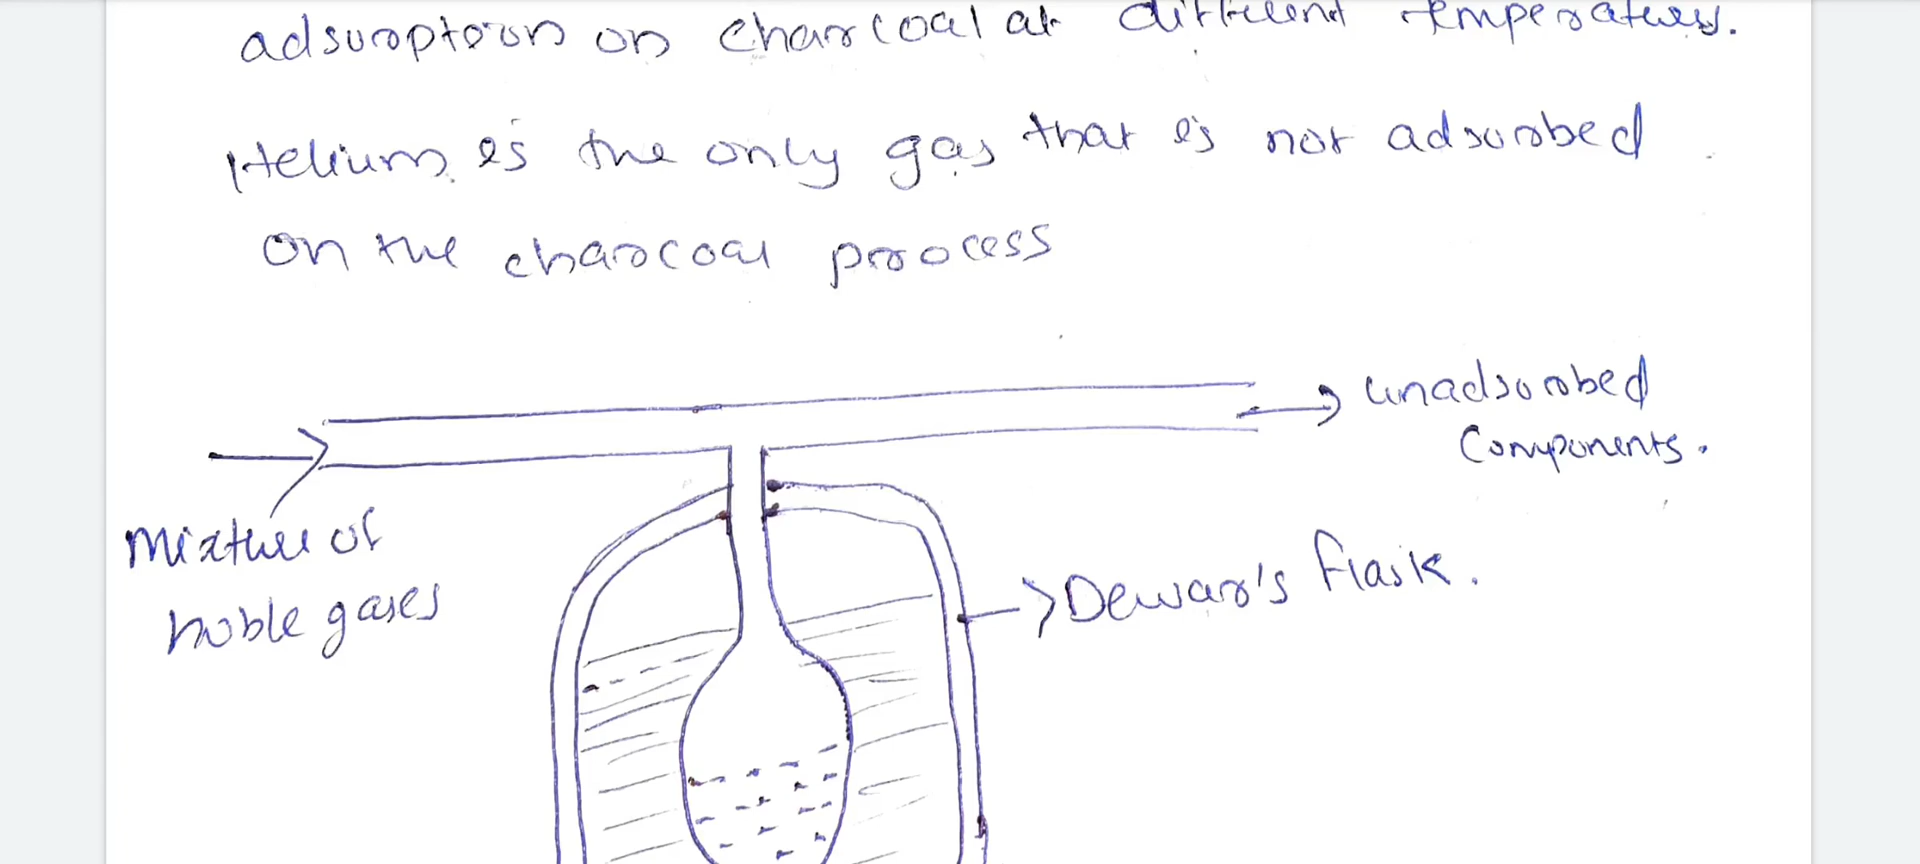 adsorption on charcoal at different temperatures.
Helium is the only gas that is not adsorbed
on the charcoal process
unadsorbed
Components.
Mixture of
noble gases
Dewar's flask.